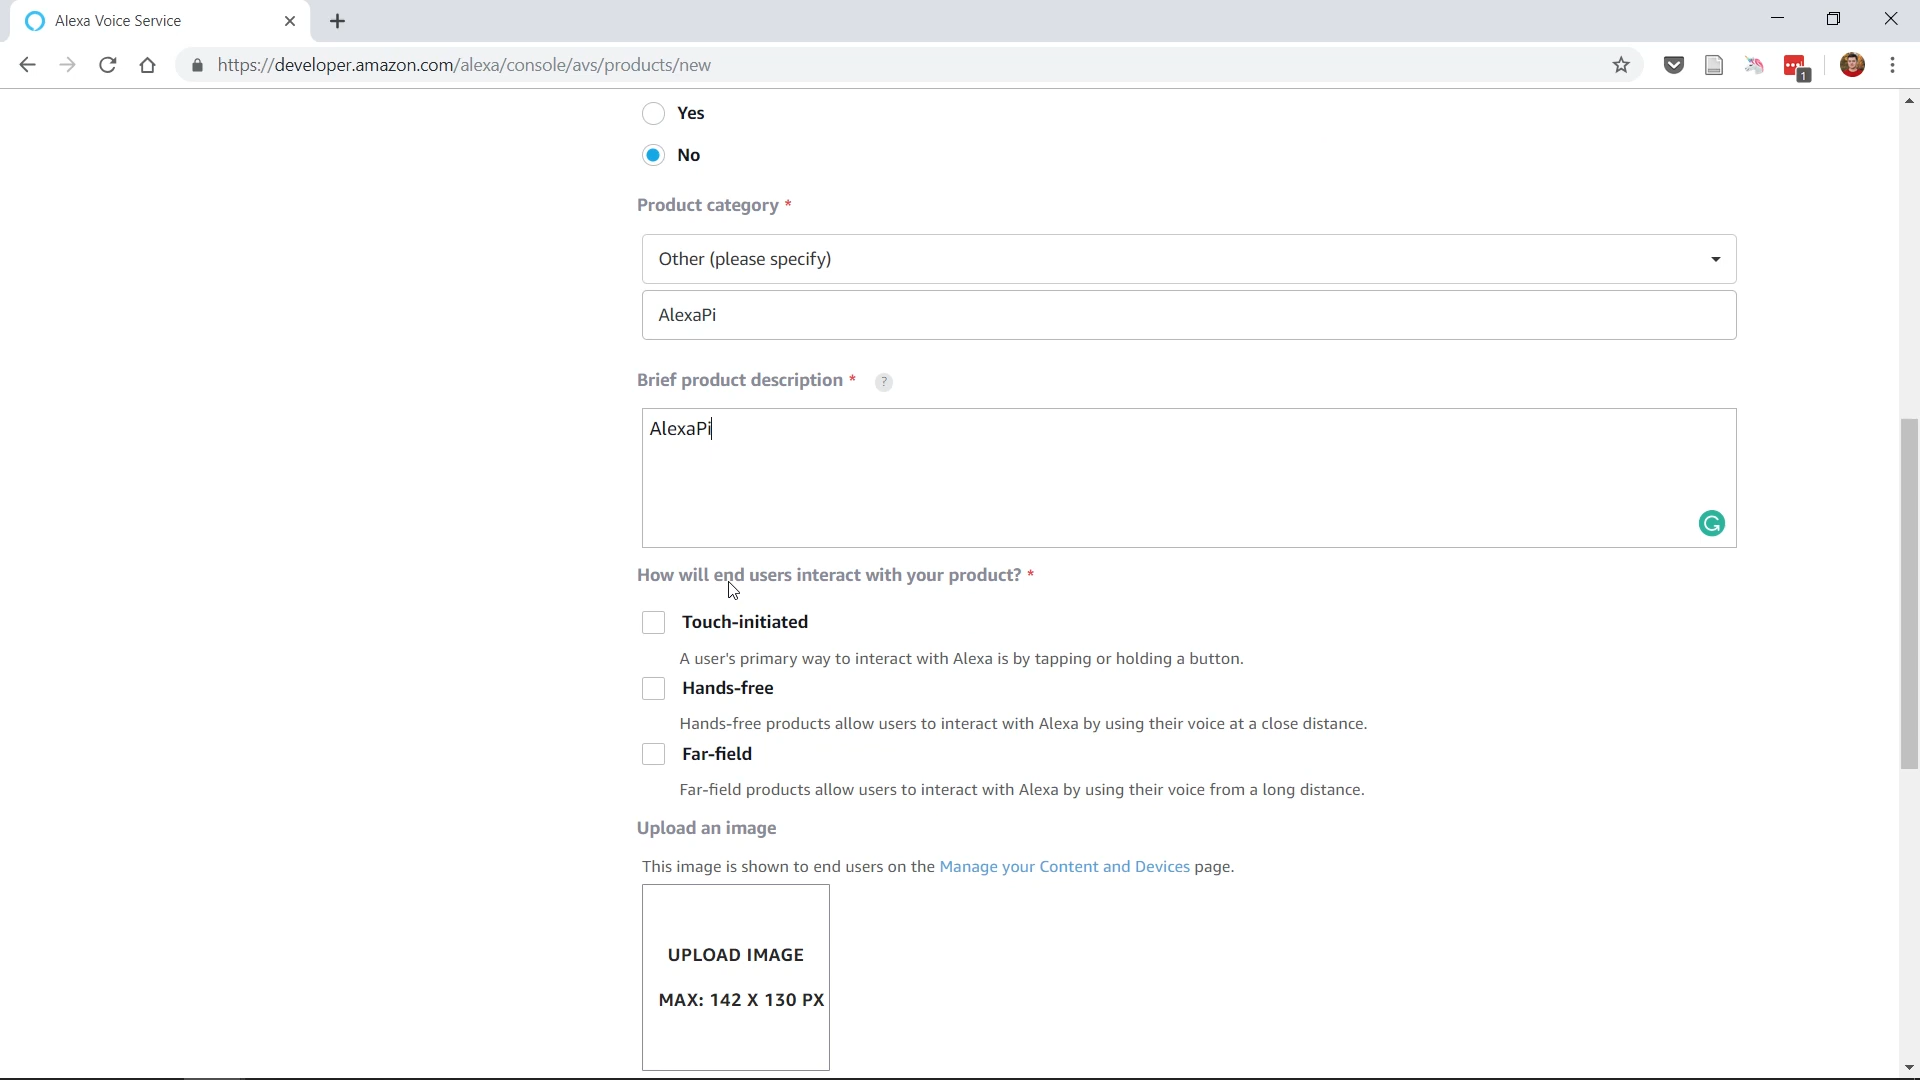 Alexa Voice Service
https://developer.amazon.com/alexa/console/avs/products/new
1
Yes
No
Product category *
Other (please specify)
AlexaPi
Brief product description * ?
AlexaPi
G
How will end users interact with your product? *
Touch-initiated
A user's primary way to interact with Alexa is by tapping or holding a button.
Hands-free
Hands-free products allow users to interact with Alexa by using their voice at a close distance.
Far-field
Far-field products allow users to interact with Alexa by using their voice from a long distance.
Upload an image
This image is shown to end users on the Manage your Content and Devices page.
UPLOAD IMAGE
MAX: 142 X 130 PX